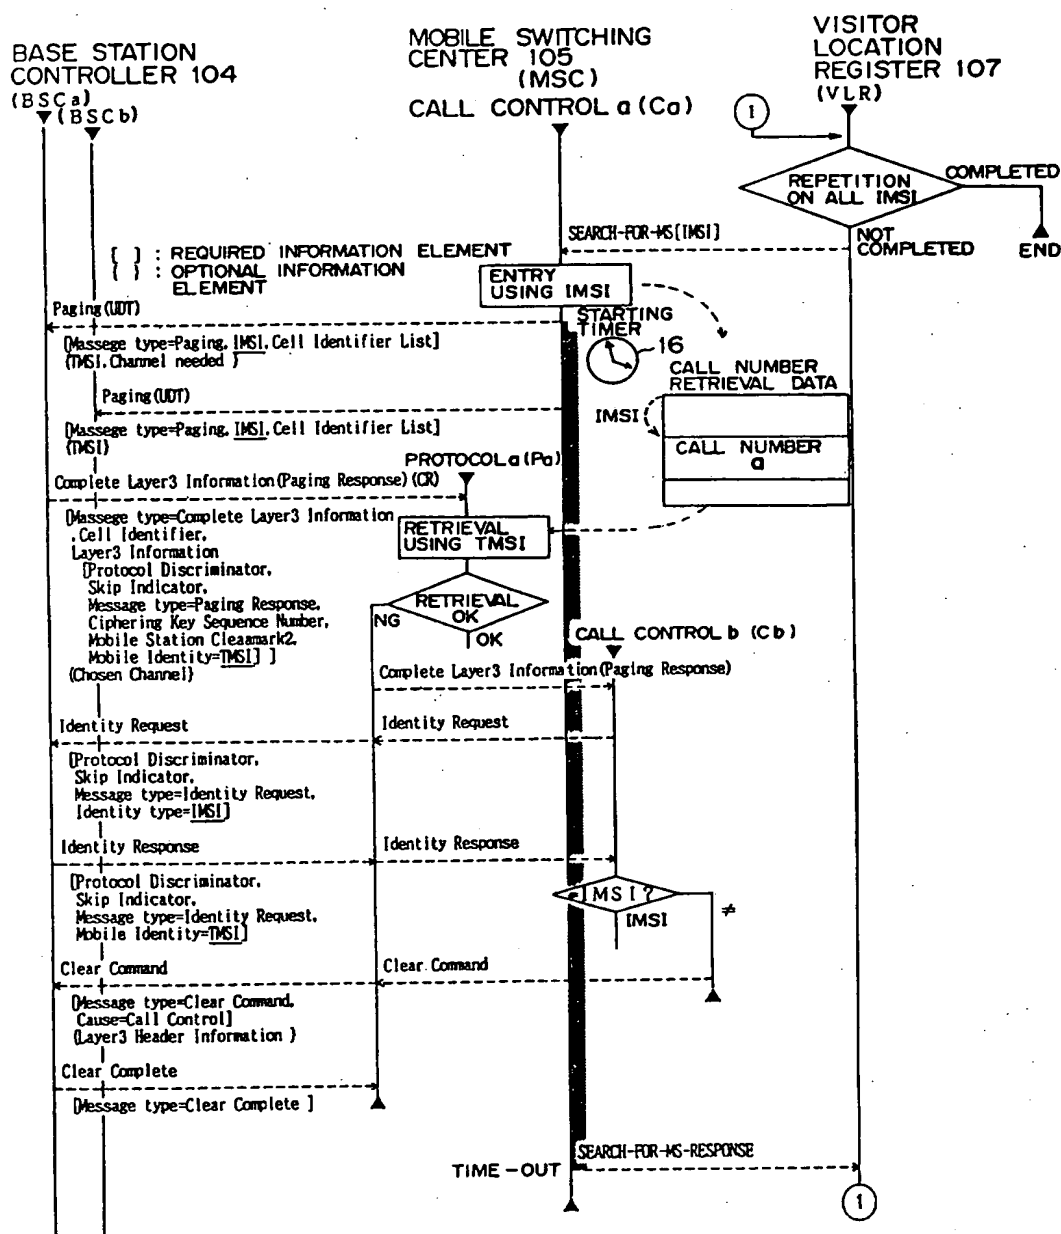 BASE STATION
CONTROLLER 104
(BSCa)
(BSCb)
MOBILE SWITCHING
CENTER 105
(MSC)
CALL CONTROL a (Ca)
VISITOR
LOCATION
REGISTER 107
(VLR)
1
REPETITION
ON ALL IMSI
COMPLETED
END
NOT
COMPLETED
SEARCH-FOR-MS[IMSI]
[ ] : REQUIRED INFORMATION ELEMENT
{ } : OPTIONAL INFORMATION
ELEMENT
ENTRY
USING IMSI
STARTING
TIMER
16
Paging(UDT)
[Massege type=Paging, IMSI, Cell Identifier List]
{TMSI, Channel needed }
CALL NUMBER
RETRIEVAL DATA
IMSI
CALL NUMBER
a
Paging(UDT)
[Massege type=Paging, IMSI, Cell Identifier List]
{TMSI}
PROTOCOL a (Pa)
Complete Layer3 Information(Paging Response)(CR)
[Massege type=Complete Layer3 Information
,Cell Identifier,
Layer3 Information
[Protocol Discriminator,
Skip Indicator,
Message type=Paging Response,
Ciphering Key Sequence Number,
Mobile Station Cleamark2,
Mobile Identity=TMSI] ]
{Chosen Channel}
RETRIEVAL
USING TMSI
RETRIEVAL
OK
NG
OK
CALL CONTROL b (Cb)
Complete Layer3 Information(Paging Response)
Identity Request
Identity Request
[Protocol Discriminator,
Skip Indicator,
Message type=Identity Request,
Identity type=IMSI]
Identity Response
Identity Response
[Protocol Discriminator,
Skip Indicator,
Message type=Identity Request,
Mobile Identity=TMSI]
=IMSI?
IMSI
≠
Clear Command
Clear Command
[Message type=Clear Command,
Cause=Call Control]
{Layer3 Header Information }
Clear Complete
[Message type=Clear Complete ]
SEARCH-FOR-MS-RESPONSE
TIME-OUT
1